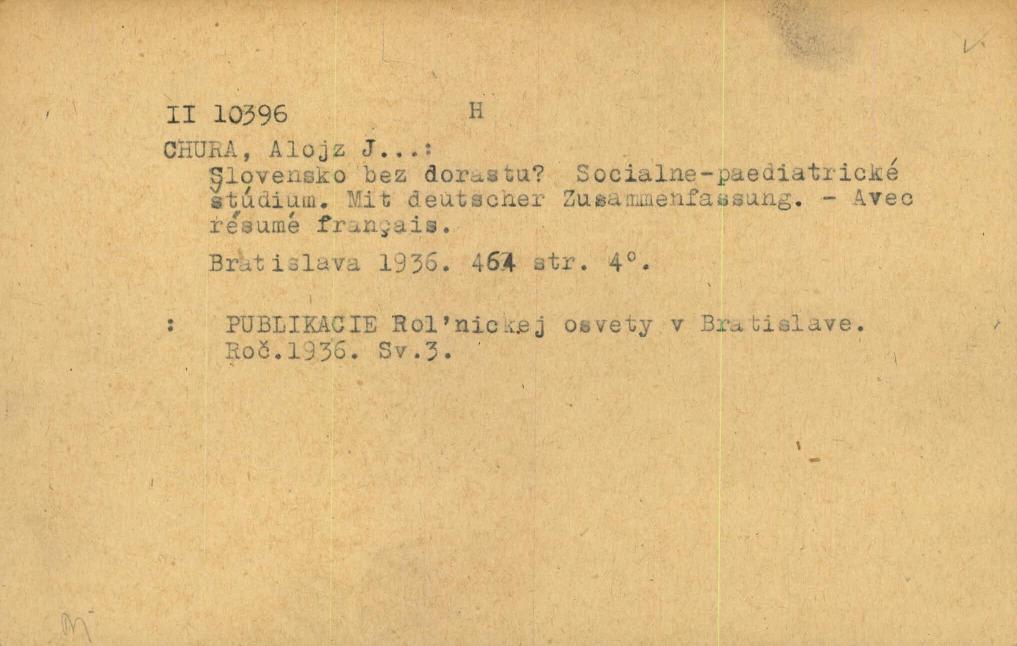 II 10396 H
CHURA, Alojz J...:
Slovensko bez dorastu? Socialne-paediatrické
štúdium. Mit deutscher Zusammenfassung. - Avec
résumé français.
Bratislava 1936. 464 str. 4°.
: PUBLIKACIE Rol'nickej osvety v Bratislave.
Roč.1936. Sv.3.